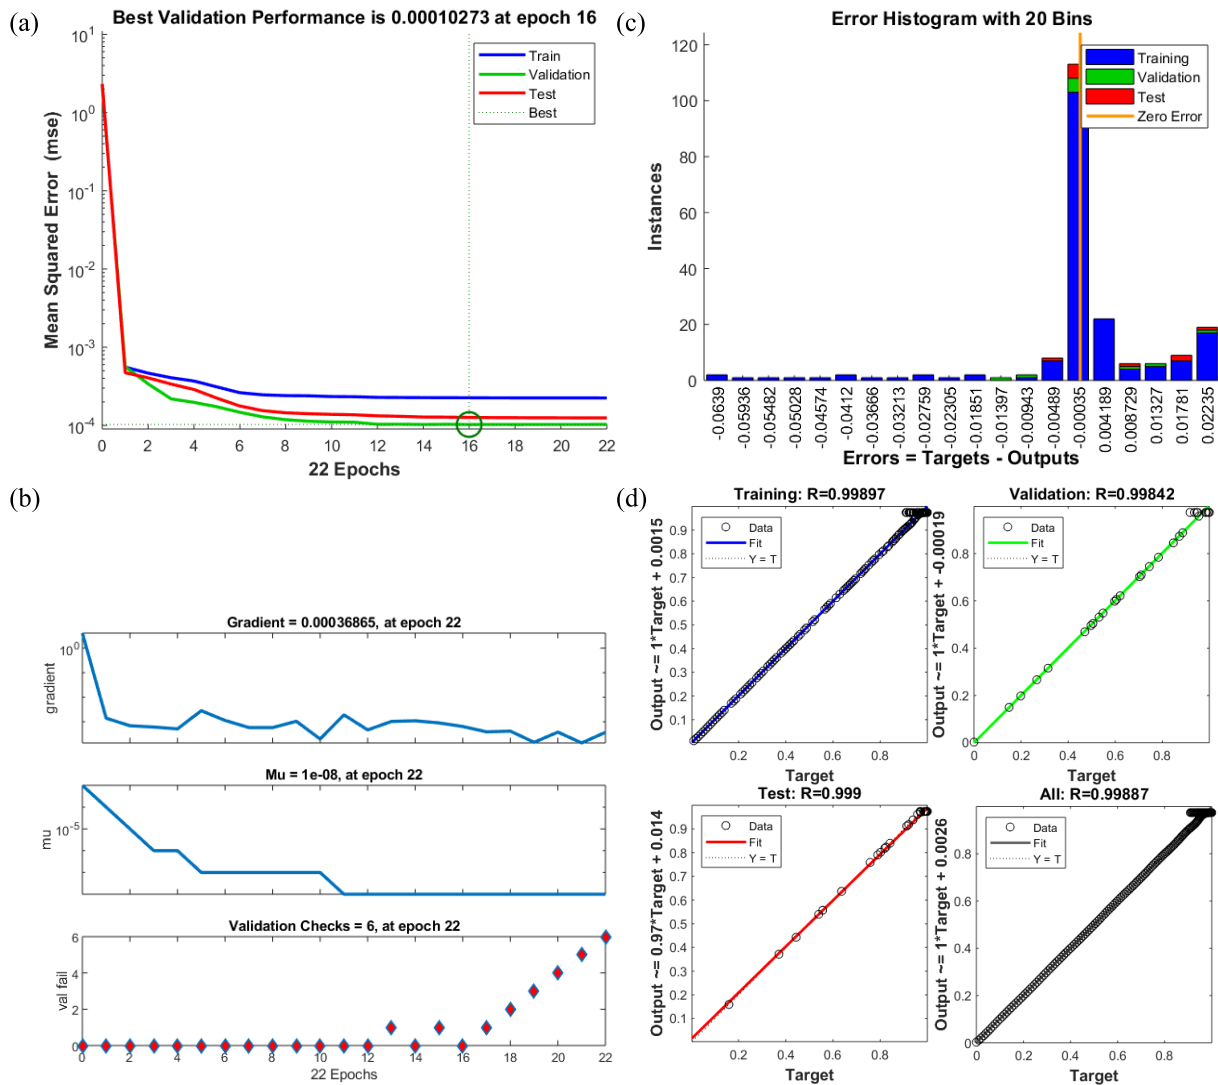 (a)
Best Validation Performance is 0.00010273 at epoch 16
Mean Squared Error (mse)
10^0
10^-1
10^-2
10^-3
10^-4
Train
Validation
Test
Best
0 2 4 6 8 10 12 14 16 18 20 22
22 Epochs
(c)
Error Histogram with 20 Bins
Instances
120
100
80
60
40
20
0
Training
Validation
Test
Zero Error
-0.0639
-0.05936
-0.05482
-0.05028
-0.04574
-0.0412
-0.03666
-0.03213
-0.02759
-0.02305
-0.01851
-0.01397
-0.00943
-0.00489
-0.00035
0.004189
0.008729
0.01327
0.01781
0.02235
Errors = Targets - Outputs
(b)
Gradient = 0.00036865, at epoch 22
gradient
10^0
Mu = 1e-08, at epoch 22
mu
10^-5
Validation Checks = 6, at epoch 22
val fail
6
4
2
0
0 2 4 6 8 10 12 14 16 18 20 22
22 Epochs
(d)
Training: R=0.99897
Output ~= 1*Target + 0.0015
0.9
0.8
0.7
0.6
0.5
0.4
0.3
0.2
0.1
Data
Fit
Y = T
0.2 0.4 0.6 0.8
Target
Validation: R=0.99842
Output ~= 1*Target + -0.00019
0.8
0.6
0.4
0.2
0
Data
Fit
Y = T
0 0.2 0.4 0.6 0.8
Target
Test: R=0.999
Output ~= 0.97*Target + 0.014
0.9
0.8
0.7
0.6
0.5
0.4
0.3
0.2
0.1
Data
Fit
Y = T
0.2 0.4 0.6 0.8
Target
All: R=0.99887
Output ~= 1*Target + 0.0026
0.8
0.6
0.4
0.2
0
Data
Fit
Y = T
0 0.2 0.4 0.6 0.8
Target